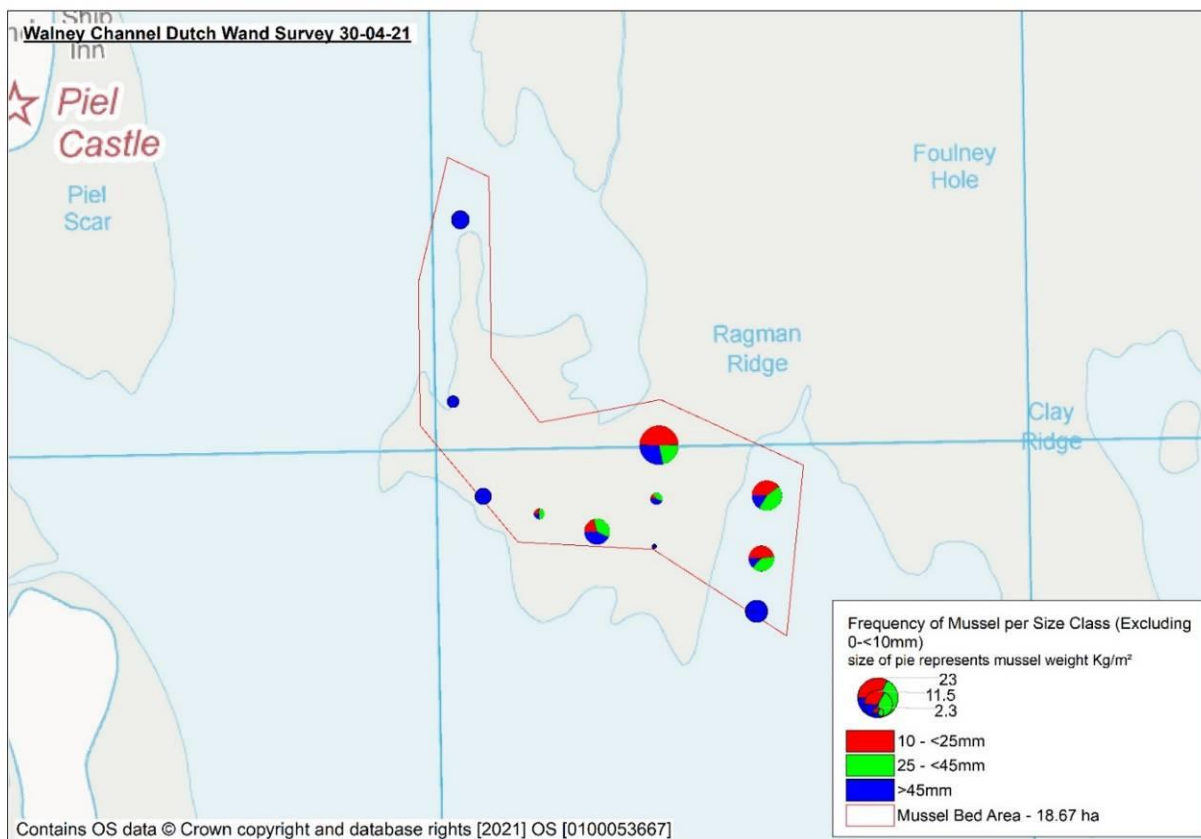 Ship
Inn
Walney Channel Dutch Wand Survey 30-04-21
Piel
Castle
Piel
Scar
Foulney
Hole
Ragman
Ridge
Clay
Ridge
Frequency of Mussel per Size Class (Excluding
0-<10mm)
size of pie represents mussel weight Kg/m²
23
11.5
2.3
10 - <25mm
25 - <45mm
>45mm
Mussel Bed Area - 18.67 ha
Contains OS data © Crown copyright and database rights [2021] OS [0100053667]